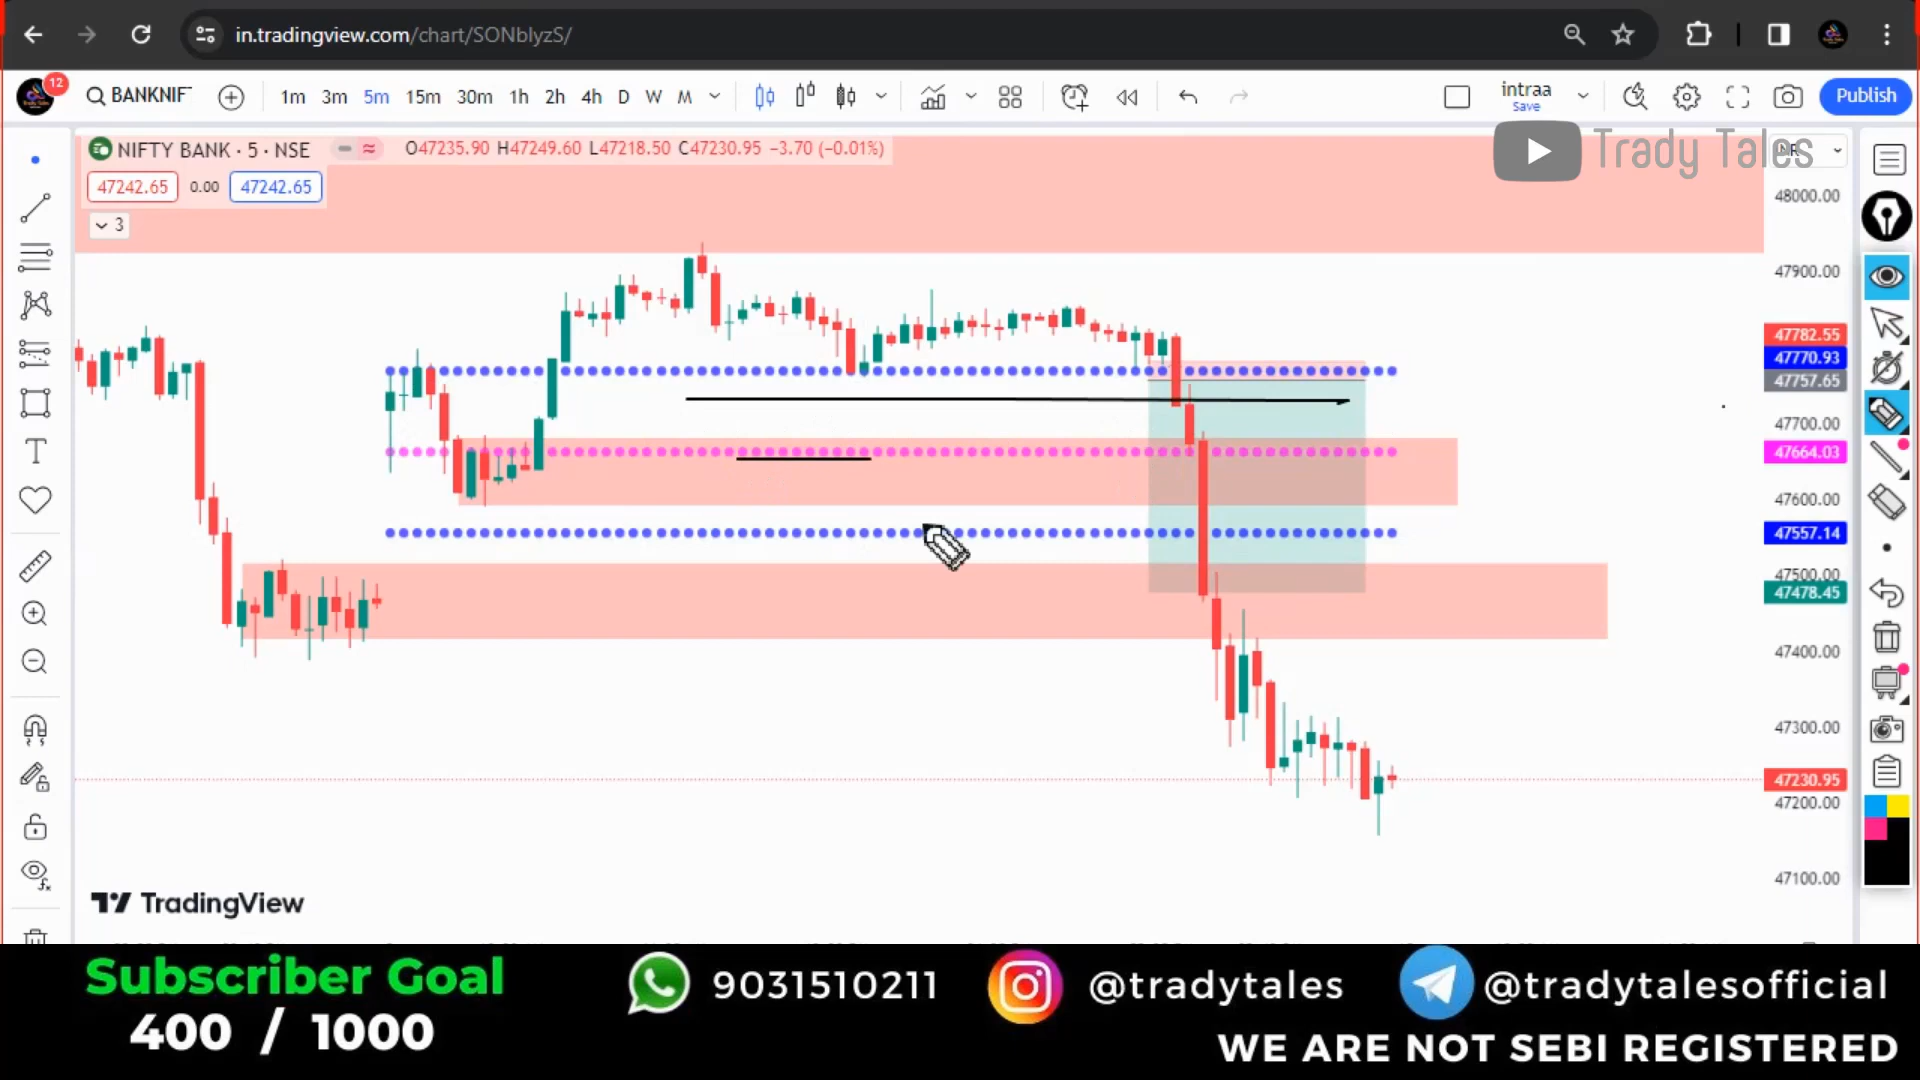 in.tradingview.com/chart/SONblyzS/
12
BANKNIF
1m 3m 5m 15m 30m 1h 2h 4h D W M
intraa
Save
Publish
NIFTY BANK · 5 · NSE
O47235.90 H47249.60 L47218.50 C47230.95 −3.70 (−0.01%)
Trady Tales
47242.65 0.00 47242.65
3
48000.00
47900.00
47782.55
47770.93
47757.65
47700.00
47664.03
47600.00
47557.14
47500.00
47478.45
47400.00
47300.00
47230.95
47200.00
47100.00
TradingView
Subscriber Goal
400 / 1000
9031510211
@tradytales
@tradytalesofficial
WE ARE NOT SEBI REGISTERED